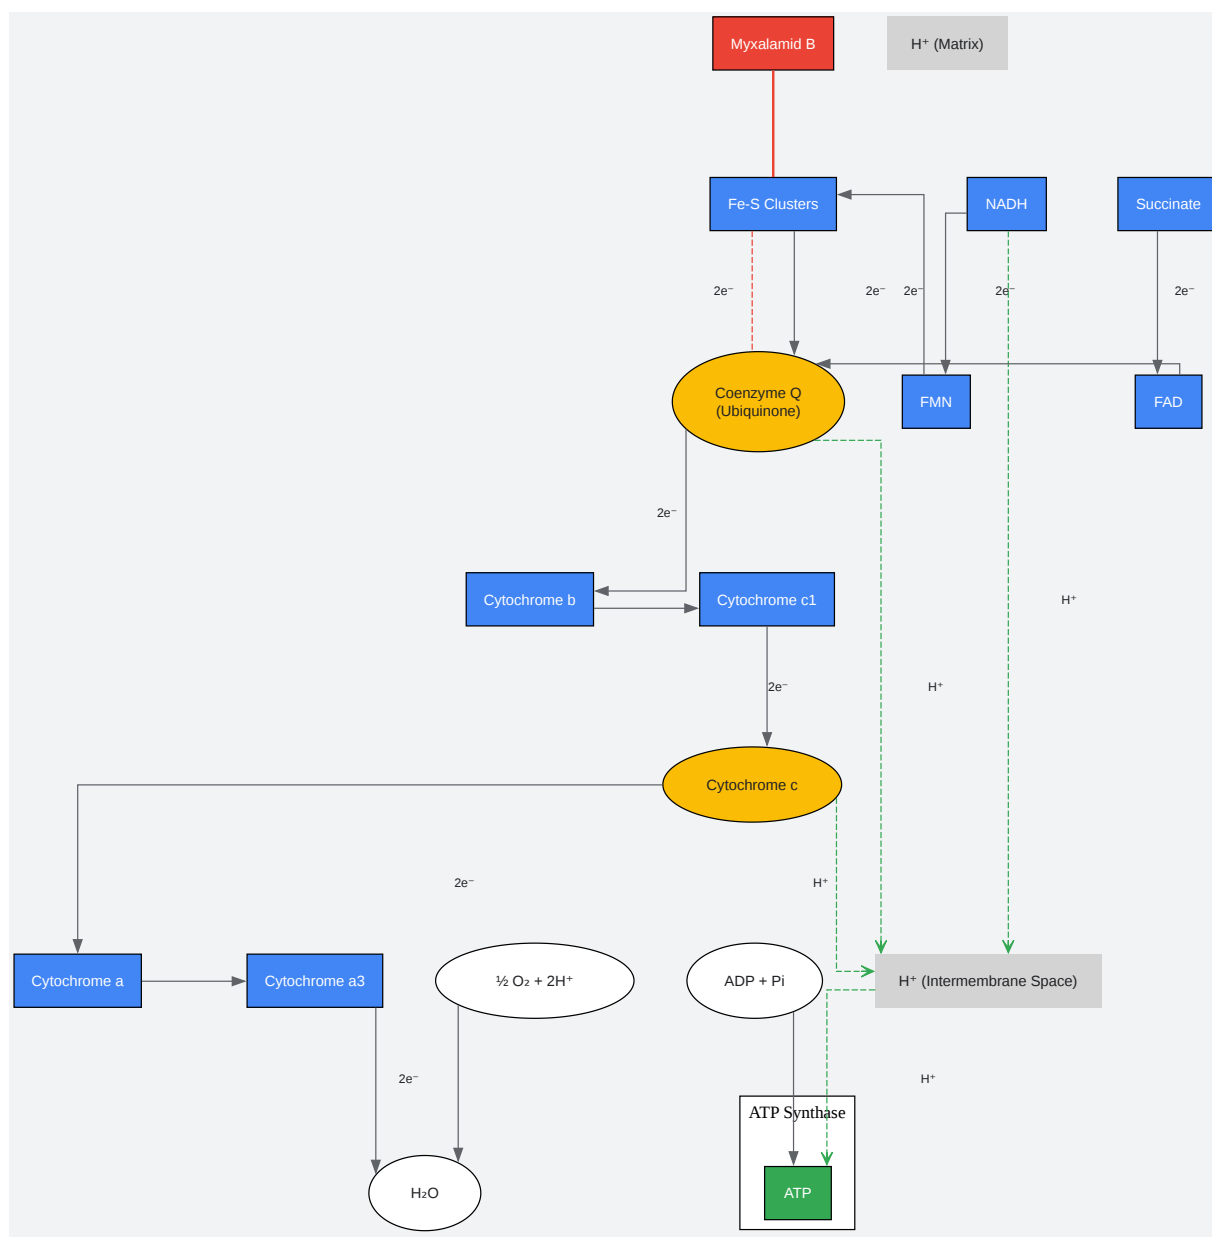 Myxalamid B
H⁺ (Matrix)
Fe-S Clusters
NADH
Succinate
2e⁻
2e⁻
2e⁻
2e⁻
2e⁻
Coenzyme Q
(Ubiquinone)
FMN
FAD
2e⁻
Cytochrome b
Cytochrome c1
H⁺
2e⁻
H⁺
Cytochrome c
2e⁻
H⁺
Cytochrome a
Cytochrome a3
½ O₂ + 2H⁺
ADP + Pi
H⁺ (Intermembrane Space)
2e⁻
H⁺
ATP Synthase
H₂O
ATP